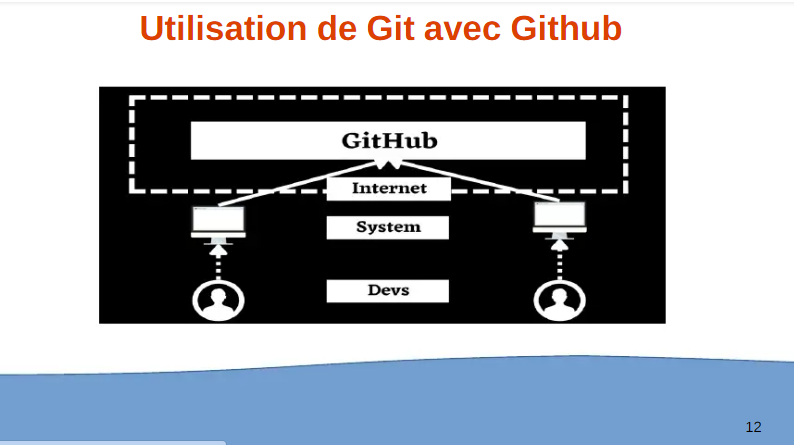 Utilisation de Git avec Github
GitHub
Internet
System
Devs
12